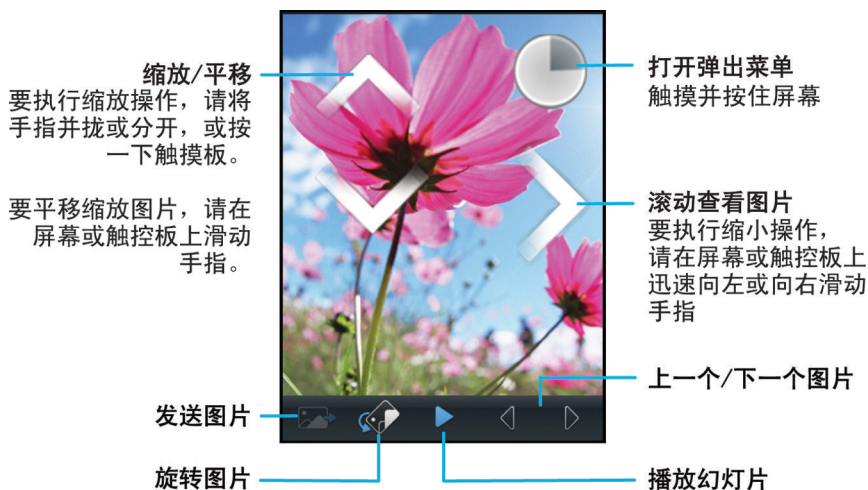 缩放/平移
要执行缩放操作，请将
手指并拢或分开，或按
一下触摸板。
要平移缩放图片，请在
屏幕或触控板上滑动
手指。
发送图片
旋转图片
打开弹出菜单
触摸并按住屏幕
滚动查看图片
要执行缩小操作，
请在屏幕或触控板上
迅速向左或向右滑动
手指
上一个/下一个图片
播放幻灯片